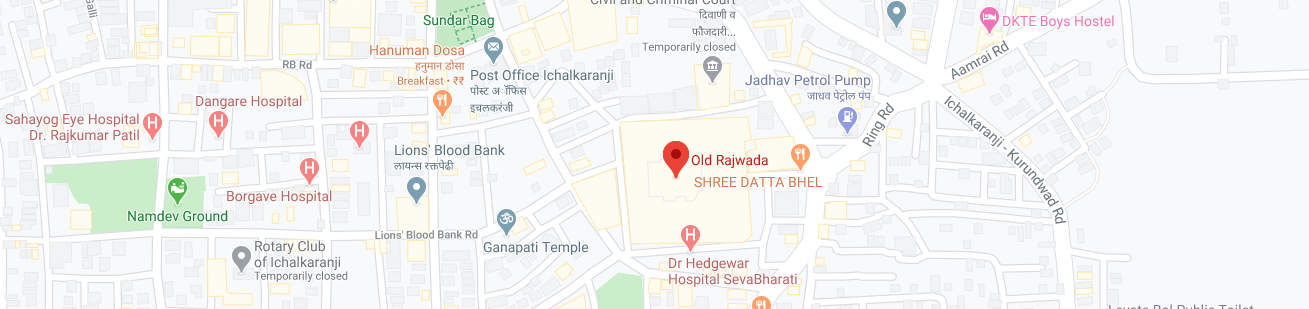 Galli
Civil and Criminal Court
दिवाणी व
फौजदारी...
Temporarily closed
Sundar Bag
DKTE Boys Hostel
Hanuman Dosa
हनुमान डोसा
Breakfast • ₹₹
RB Rd
Post Office Ichalkaranji
पोस्ट अॉफिस
इचलकरंजी
Aamrai Rd
Jadhav Petrol Pump
जाधव पेट्रोल पंप
Dangare Hospital
Sahayog Eye Hospital
Dr. Rajkumar Patil
Ring Rd
Ichalkaranji - Kurundwad Rd
Lions' Blood Bank
लायन्स रक्तपेढी
Old Rajwada
SHREE DATTA BHEL
Borgave Hospital
Namdev Ground
Lions' Blood Bank Rd
Ganapati Temple
Rotary Club
of Ichalkaranji
Temporarily closed
Dr Hedgewar
Hospital SevaBharati